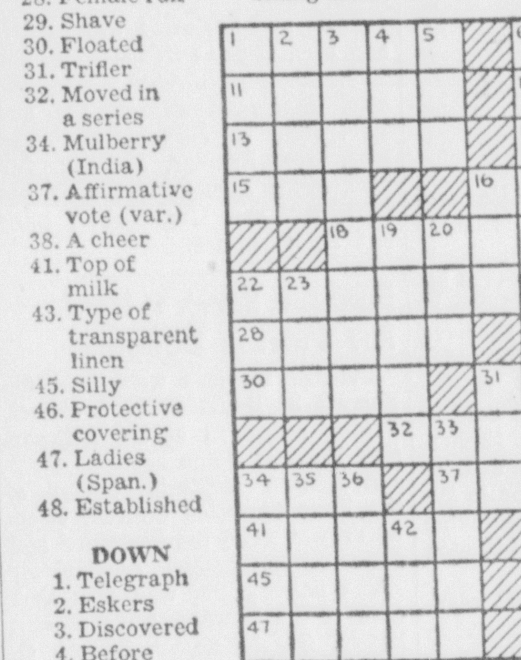 29. Shave
30. Floated
31. Trifler
32. Moved in
a series
34. Mulberry
(India)
37. Affirmative
vote (var.)
38. A cheer
41. Top of
milk
43. Type of
transparent
linen
45. Silly
46. Protective
covering
47. Ladies
(Span.)
48. Established
DOWN
1. Telegraph
2. Eskers
3. Discovered
4. Before
1 2 3 4 5
11
13
15 16
18 19 20
22 23
28
30 31
32 33
34 35 36 37
41 42
45
47